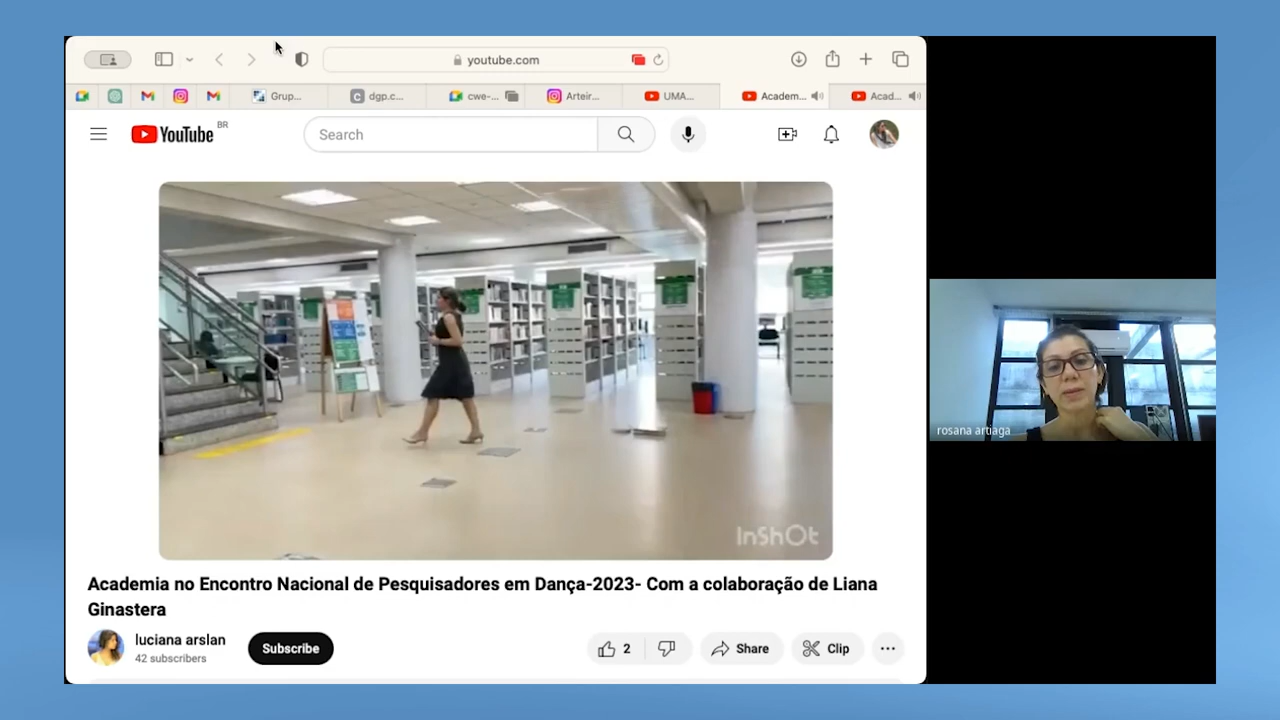 youtube.com
Grup...
dgp.c...
cwe-...
Arteir...
UMA...
Academ...
Acad...
YouTube BR
Search
InShOt
Academia no Encontro Nacional de Pesquisadores em Dança-2023- Com a colaboração de Liana
Ginastera
luciana arslan
42 subscribers
Subscribe
2
Share
Clip
rosana artiaga